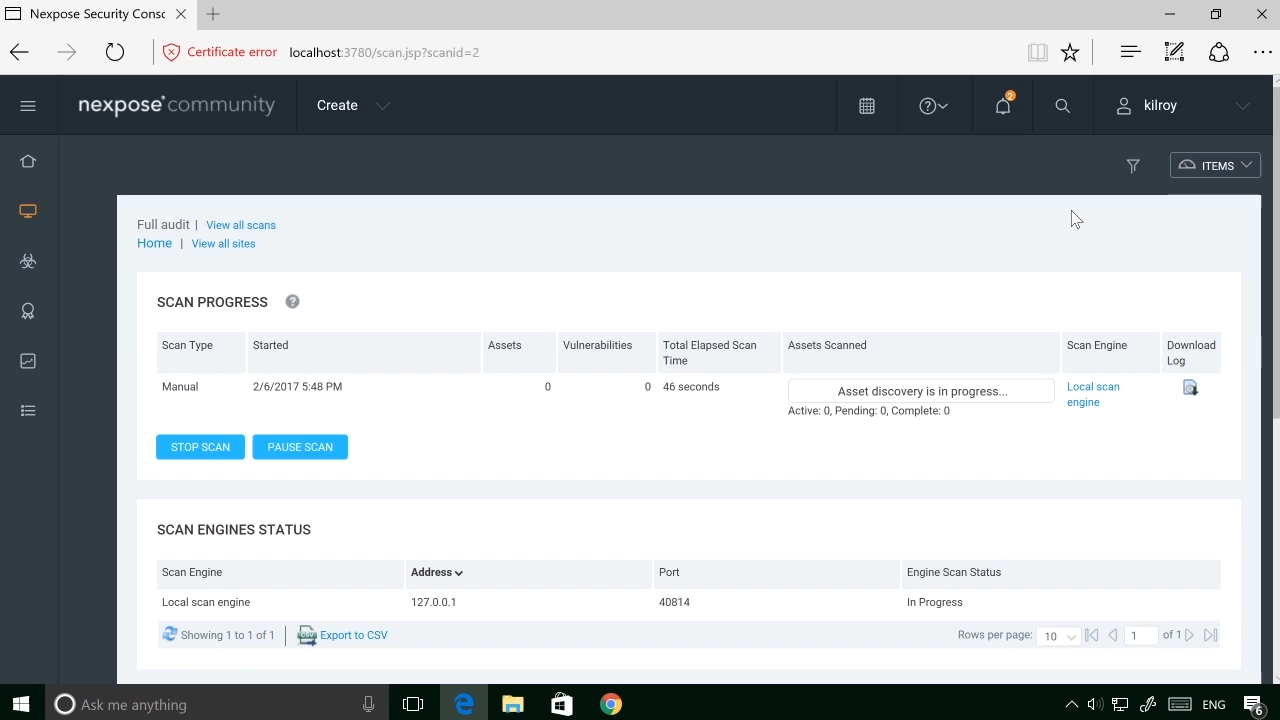 Nexpose Security Consc
Certificate error localhost:3780/scan.jsp?scanid=2
nexpose community
Create
2
kilroy
ITEMS
Full audit | View all scans
Home | View all sites
SCAN PROGRESS ?
Scan Type Started Assets Vulnerabilities Total Elapsed Scan Time Assets Scanned Scan Engine Download Log
Manual 2/6/2017 5:48 PM 0 0 46 seconds Asset discovery is in progress... Local scan engine
Active: 0, Pending: 0, Complete: 0
STOP SCAN PAUSE SCAN
SCAN ENGINES STATUS
Scan Engine Address Port Engine Scan Status
Local scan engine 127.0.0.1 40814 In Progress
Showing 1 to 1 of 1 | CSV Export to CSV Rows per page: 10 1 of 1
Ask me anything ENG 6